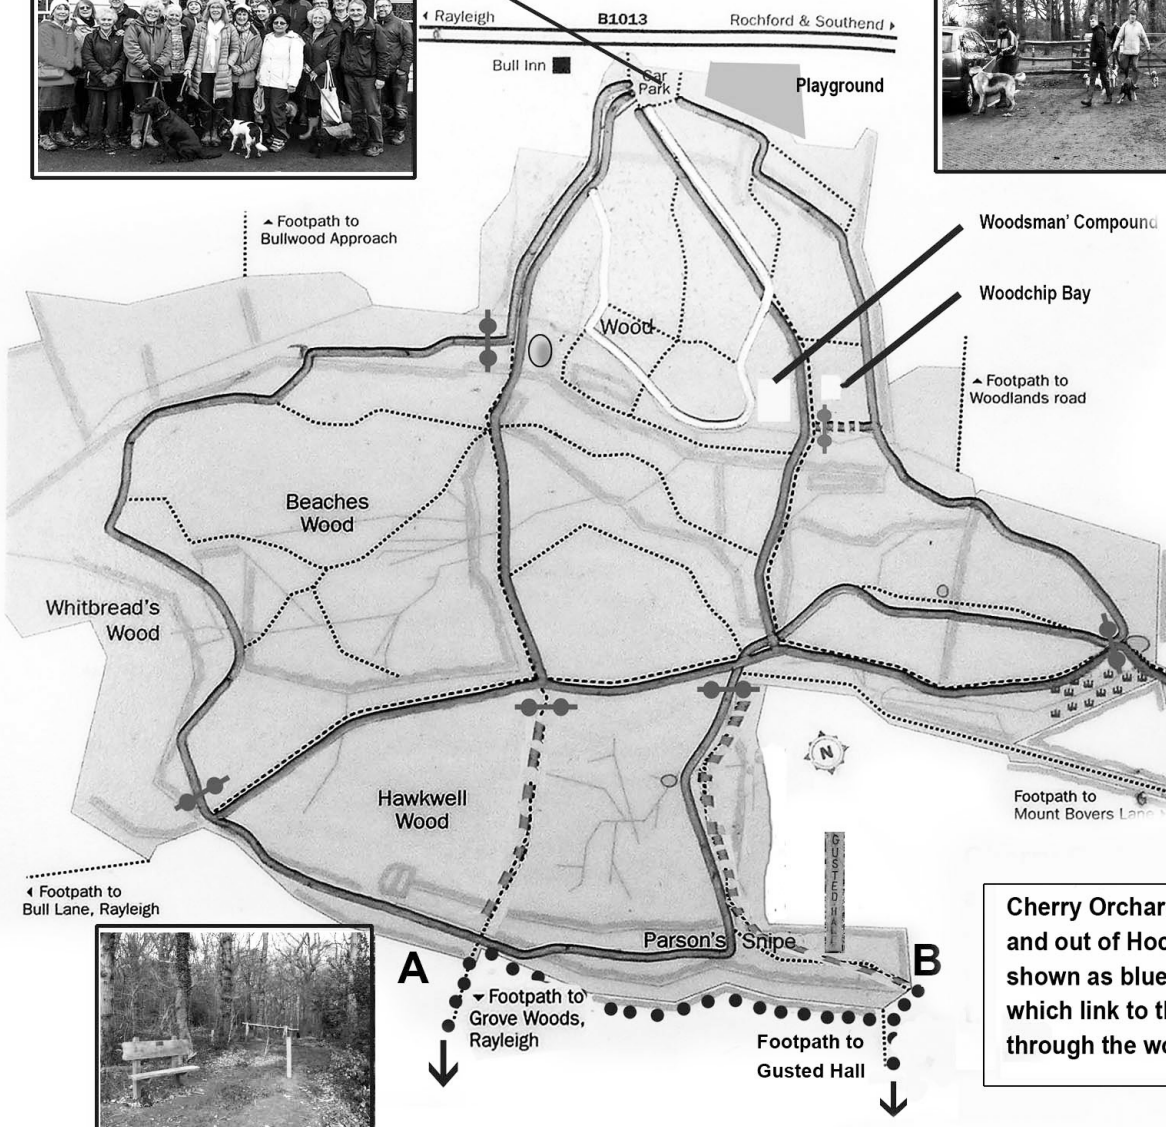 Rayleigh
B1013
Rochford & Southend
Bull Inn
Car
Park
Playground
Footpath to
Bullwood Approach
Woodsman' Compound
Woodchip Bay
Wood
Footpath to
Woodlands road
Beaches
Wood
Whitbread's
Wood
N
Hawkwell
Wood
Footpath to
Mount Bovers Lane
GUSTED HALL
Footpath to
Bull Lane, Rayleigh
Parson's Snipe
A
B
Footpath to
Grove Woods,
Rayleigh
Footpath to
Gusted Hall
Cherry Orchar
and out of Hoc
shown as blue
which link to th
through the wo